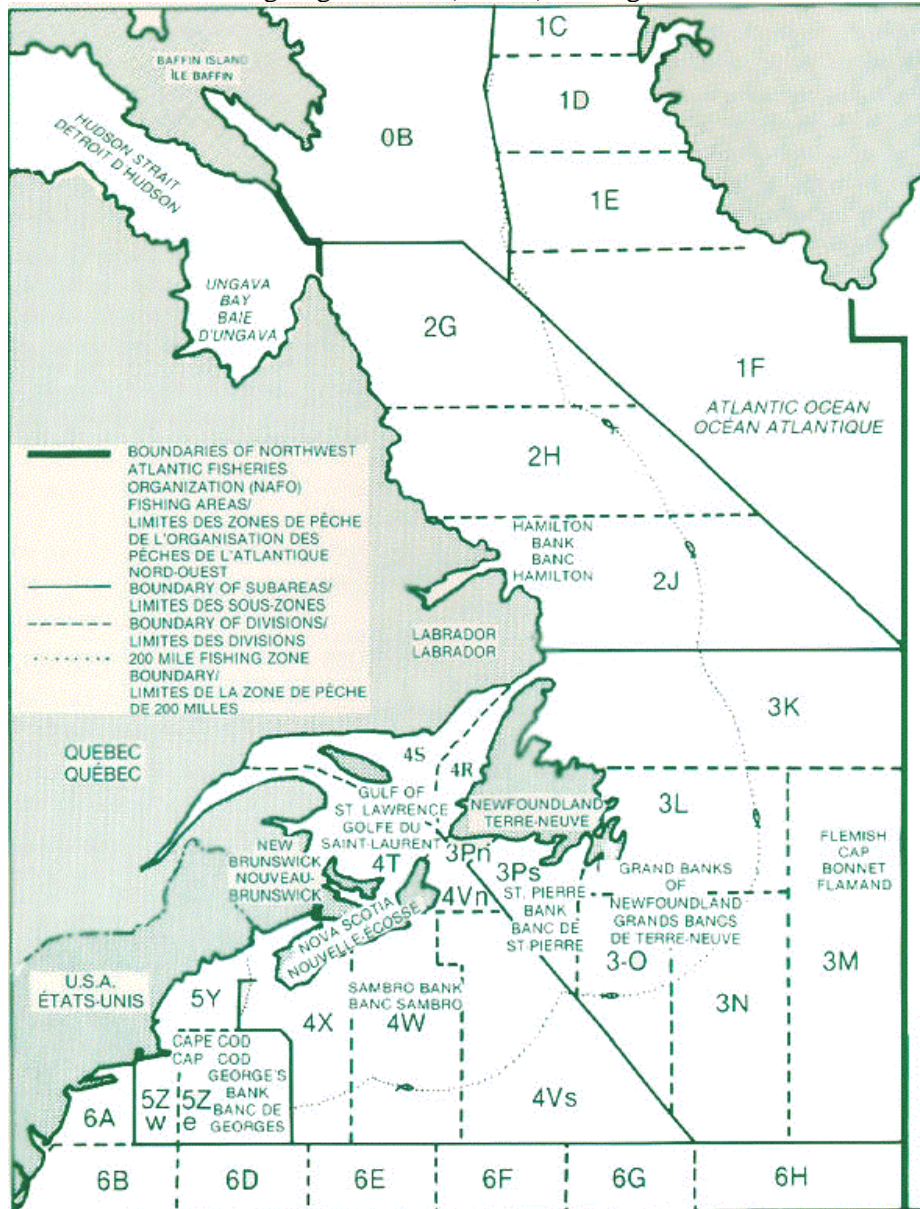 1C
BAFFIN ISLAND
ÎLE BAFFIN
1D
HUDSON STRAIT
DÉTROIT D'HUDSON
0B
1E
UNGAVA
BAY
BAIE
D'UNGAVA
2G
1F
ATLANTIC OCEAN
OCÉAN ATLANTIQUE
BOUNDARIES OF NORTHWEST
ATLANTIC FISHERIES
ORGANIZATION (NAFO)
FISHING AREAS/
LIMITES DES ZONES DE PÊCHE
DE L'ORGANISATION DES
PÊCHES DE L'ATLANTIQUE
NORD-OUEST
BOUNDARY OF SUBAREAS/
LIMITES DES SOUS-ZONES
BOUNDARY OF DIVISIONS/
LIMITES DES DIVISIONS
200 MILE FISHING ZONE
BOUNDARY/
LIMITES DE LA ZONE DE PÊCHE
DE 200 MILLES
2H
HAMILTON
BANK
BANC
HAMILTON
2J
LABRADOR
LABRADOR
3K
QUEBEC
QUÉBEC
4S
4R
GULF OF
ST. LAWRENCE
GOLFE DU
SAINT-LAURENT
NEWFOUNDLAND
TERRE-NEUVE
3L
FLEMISH
CAP
BONNET
FLAMAND
NEW
BRUNSWICK
NOUVEAU-
BRUNSWICK
4T
3Pn
3Ps
ST. PIERRE
BANK
BANC DE
ST-PIERRE
GRAND BANKS
OF
NEWFOUNDLAND
GRANDS BANCS
DE TERRE-NEUVE
4Vn
NOVA SCOTIA
NOUVELLE-ÉCOSSE
3-O
3M
U.S.A.
ÉTATS-UNIS
5Y
4X
SAMBRO BANK
BANC SAMBRO
4W
3N
CAPE COD
CAP COD
GEORGE'S
BANK
BANC DE
GEORGES
5Z
w
5Z
e
6A
4Vs
6B
6D
6E
6F
6G
6H